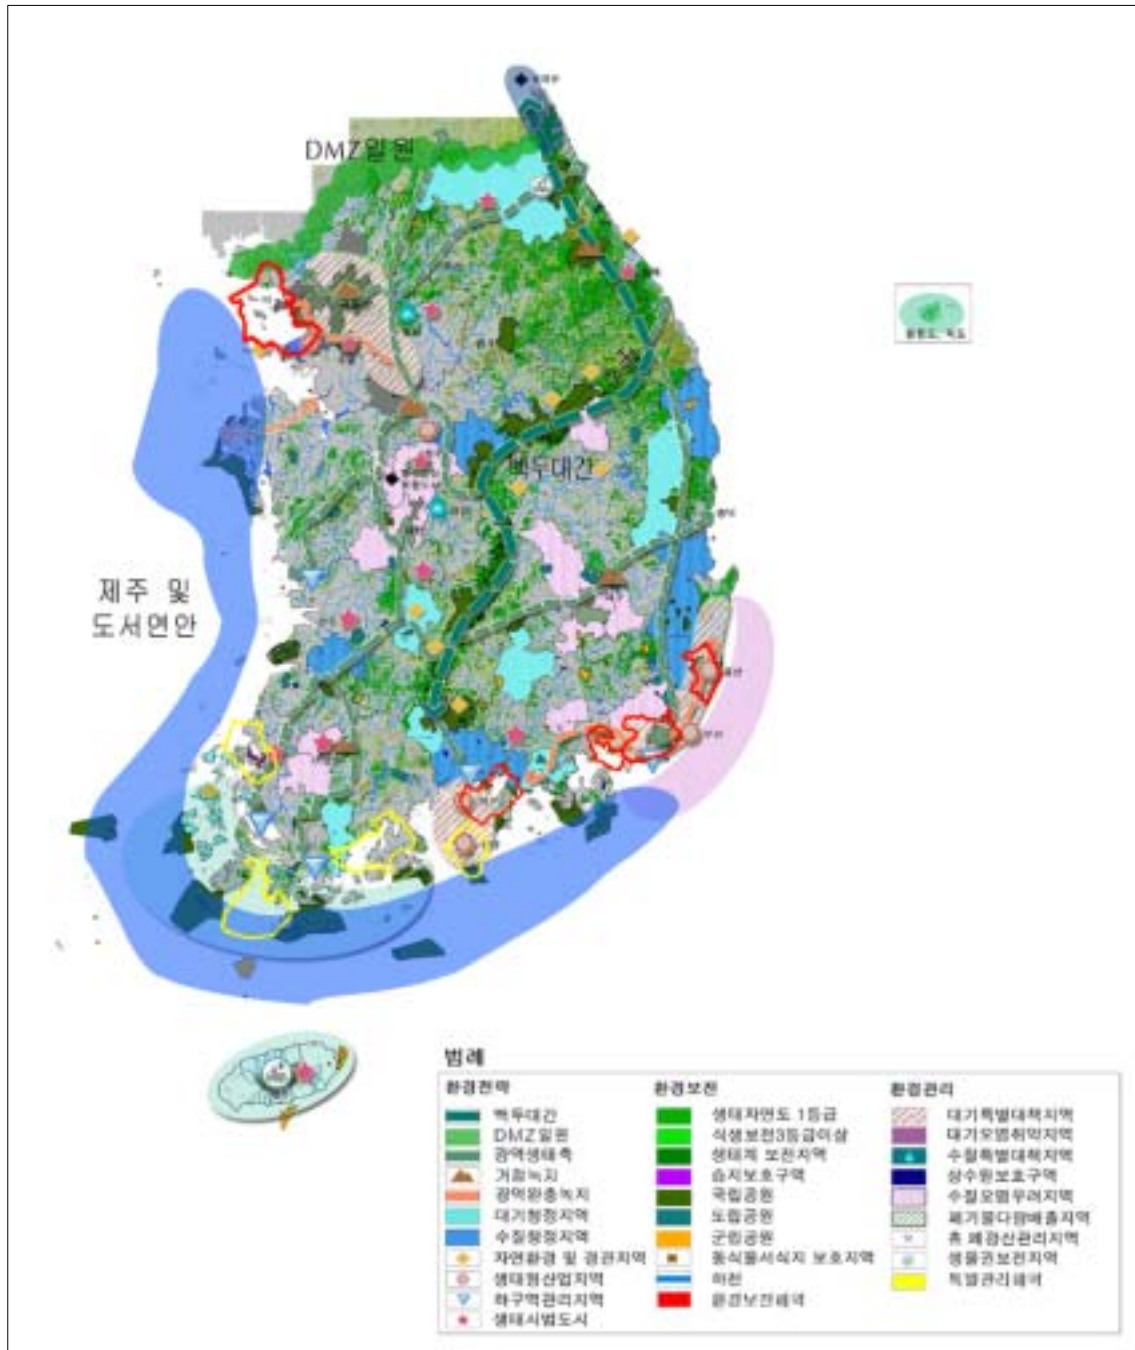 DMZ일원
울릉도, 독도
백두대간
제주 및
도서연안
울산
부산
범례
환경전략
백두대간
DMZ일원
광역생태축
거점녹지
광역완충녹지
대기청정지역
수질청정지역
자연환경 및 경관지역
생태형산업지역
하구역관리지역
생태시범도시
환경보전
생태자연도 1등급
식생보전3등급이상
생태계 보전지역
습지보호구역
국립공원
도립공원
군립공원
동식물서식지 보호지역
하천
환경보전해역
환경관리
대기특별대책지역
대기오염취약지역
수질특별대책지역
상수원보호구역
수질오염우려지역
폐기물다량배출지역
휴 폐광산관리지역
생물권보전지역
특별관리해역